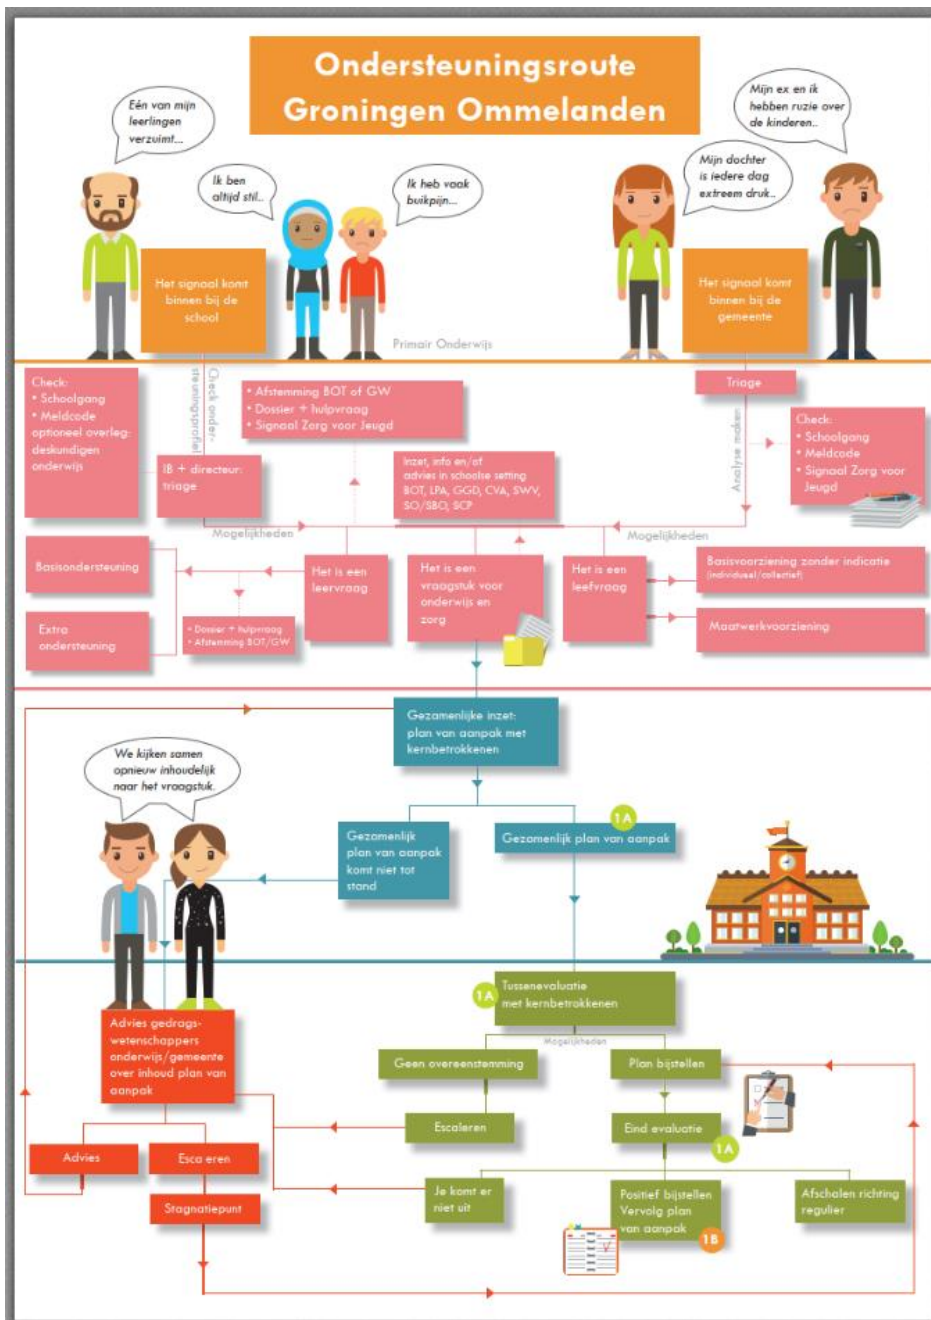 Ondersteuningsroute
Groningen Ommelanden
Eén van mijn
leerlingen
verzuimt...
Ik ben
altijd stil..
Ik heb vaak
buikpijn...
Mijn dochter
is iedere dag
extreem druk..
Mijn ex en ik
hebben ruzie over
de kinderen..
Het signaal komt
binnen bij de
school
Het signaal komt
binnen bij de
gemeente
Primair Onderwijs
Check:
• Schoolgang
• Meldcode
optioneel overleg:
deskundigen
onderwijs
Check onder-
steuningsprofiel
IB + directeur:
triage
• Afstemming BOT of GW
• Dossier + hulpvraag
• Signaal Zorg voor Jeugd
Inzet, info en/of
advies in schoolse setting
BOT, LPA, GGD, CVA, SWV,
SO/SBO, SCP
Triage
Analyse maken
Check:
• Schoolgang
• Meldcode
• Signaal Zorg voor
Jeugd
Mogelijkheden
Mogelijkheden
Basisondersteuning
Extra
ondersteuning
• Dossier + hulpvraag
• Afstemming BOT/GW
Het is een
leervraag
Het is een
vraagstuk voor
onderwijs en
zorg
Het is een
leefvraag
Basisvoorziening zonder indicatie
(individueel/collectief)
Maatwerkvoorziening
Gezamenlijke inzet:
plan van aanpak met
kernbetrokkenen
We kijken samen
opnieuw inhoudelijk
naar het vraagstuk.
Gezamenlijk
plan van aanpak
komt niet tot
stand
1A
Gezamenlijk plan van aanpak
1A
Tussenevaluatie
met kernbetrokkenen
Mogelijkheden
Advies gedrags-
wetenschappers
onderwijs/gemeente
over inhoud plan van
aanpak
Geen overeenstemming
Plan bijstellen
Escaleren
Eind evaluatie
1A
Advies
Esca eren
Stagnatiepunt
Je komt er
niet uit
Positief bijstellen
Vervolg plan
van aanpak
1B
Afschalen richting
regulier